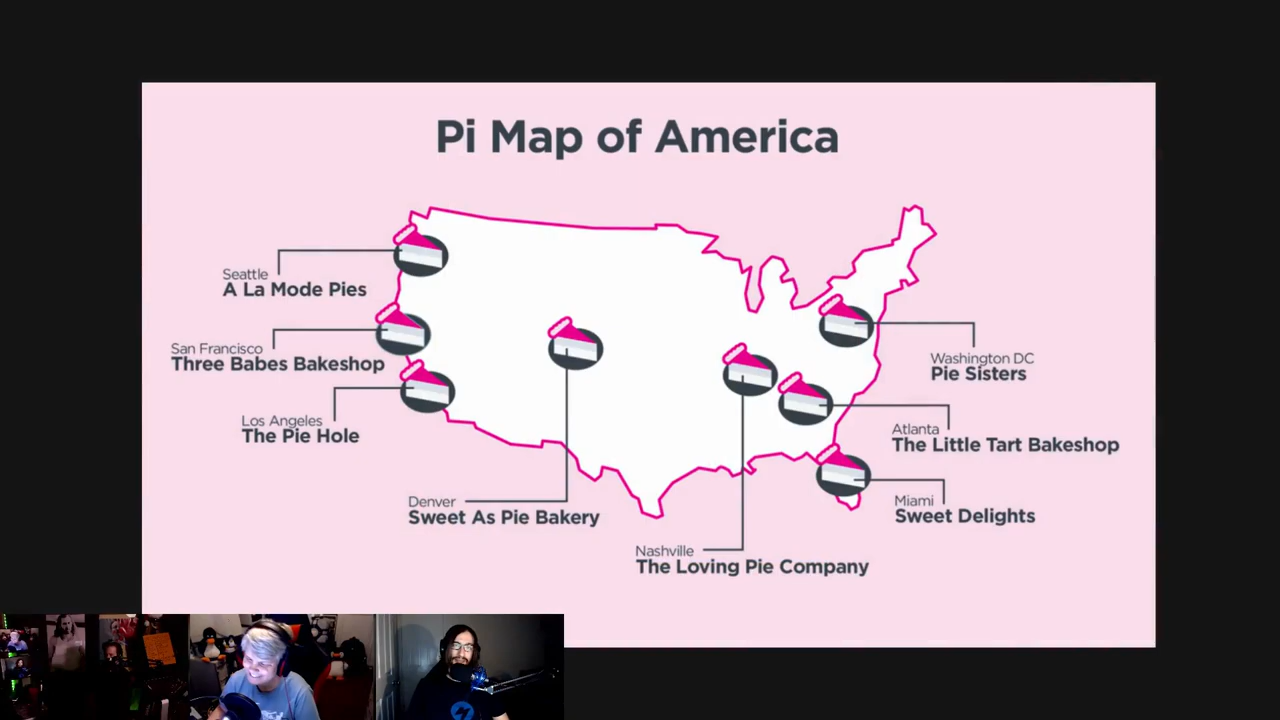 Pi Map of America
Seattle
A La Mode Pies
San Francisco
Three Babes Bakeshop
Los Angeles
The Pie Hole
Denver
Sweet As Pie Bakery
Nashville
The Loving Pie Company
Washington DC
Pie Sisters
Atlanta
The Little Tart Bakeshop
Miami
Sweet Delights